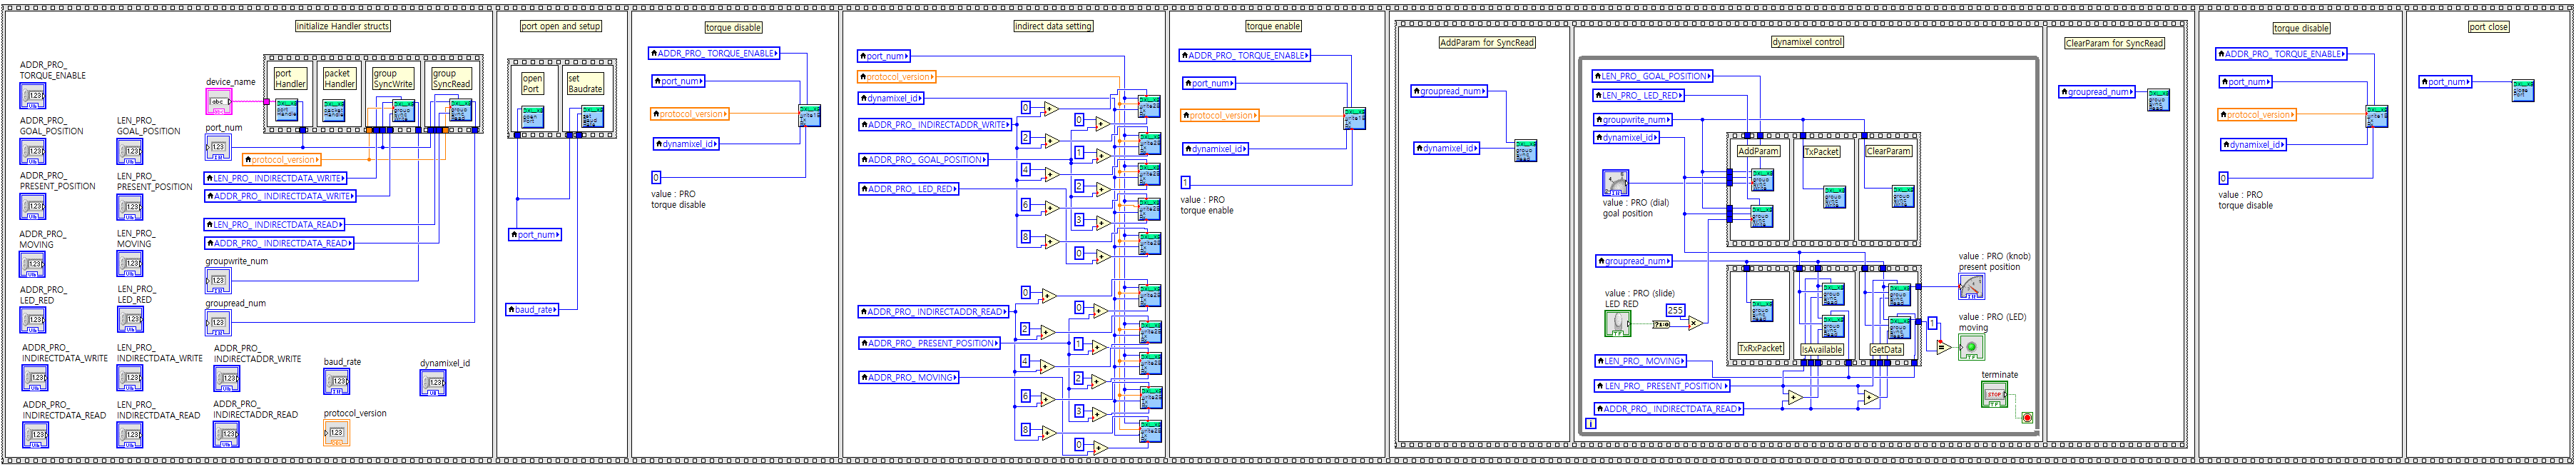 initialize Handler structs
ADDR_PRO_
TORQUE_ENABLE
ADDR_PRO_
GOAL_POSITION
LEN_PRO_
GOAL_POSITION
ADDR_PRO_
PRESENT_POSITION
LEN_PRO_
PRESENT_POSITION
ADDR_PRO_
MOVING
LEN_PRO_
MOVING
ADDR_PRO_
LED_RED
LEN_PRO_
LED_RED
ADDR_PRO_
INDIRECTDATA_WRITE
LEN_PRO_
INDIRECTDATA_WRITE
ADDR_PRO_
INDIRECTADDR_WRITE
ADDR_PRO_
INDIRECTDATA_READ
LEN_PRO_
INDIRECTDATA_READ
ADDR_PRO_
INDIRECTADDR_READ
device_name
abc
port
Handler
packet
Handler
group
SyncWrite
group
SyncRead
port_num
protocol_version
LEN_PRO_ INDIRECTDATA_WRITE
ADDR_PRO_ INDIRECTDATA_WRITE
LEN_PRO_ INDIRECTDATA_READ
ADDR_PRO_ INDIRECTDATA_READ
groupwrite_num
groupread_num
baud_rate
dynamixel_id
protocol_version
port open and setup
open
Port
set
Baudrate
port_num
baud_rate
torque disable
ADDR_PRO_ TORQUE_ENABLE
port_num
protocol_version
dynamixel_id
0
value : PRO
torque disable
indirect data setting
port_num
protocol_version
dynamixel_id
ADDR_PRO_ INDIRECTADDR_WRITE
ADDR_PRO_ GOAL_POSITION
ADDR_PRO_ LED_RED
0
0
2
1
4
2
6
3
8
0
ADDR_PRO_ INDIRECTADDR_READ
ADDR_PRO_ PRESENT_POSITION
ADDR_PRO_ MOVING
0
0
2
1
4
2
6
3
8
0
torque enable
ADDR_PRO_ TORQUE_ENABLE
port_num
protocol_version
dynamixel_id
1
value : PRO
torque enable
AddParam for SyncRead
groupread_num
dynamixel_id
dynamixel control
LEN_PRO_ GOAL_POSITION
LEN_PRO_ LED_RED
groupwrite_num
dynamixel_id
AddParam
TxPacket
ClearParam
value : PRO (dial)
goal position
groupread_num
value : PRO (slide)
LED RED
255
TxRxPacket
IsAvailable
GetData
value : PRO (knob)
present position
1
value : PRO (LED)
moving
LEN_PRO_ MOVING
LEN_PRO_ PRESENT_POSITION
ADDR_PRO_ INDIRECTDATA_READ
terminate
STOP
i
ClearParam for SyncRead
groupread_num
torque disable
ADDR_PRO_ TORQUE_ENABLE
port_num
protocol_version
dynamixel_id
0
value : PRO
torque disable
port close
port_num